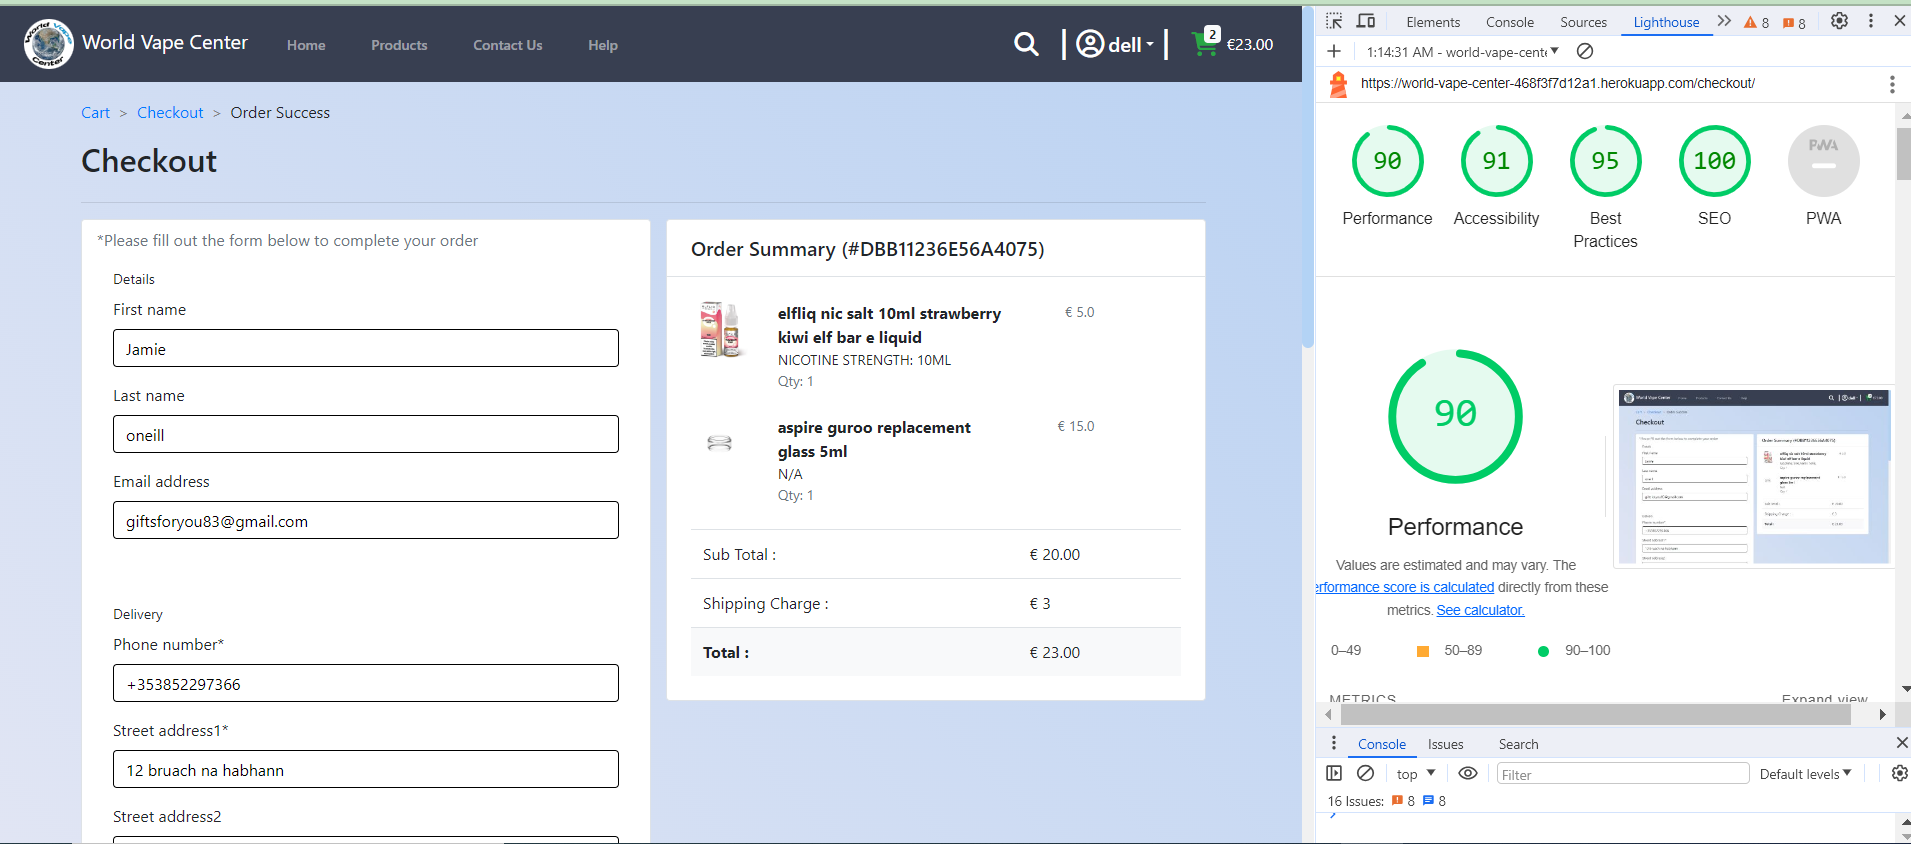 World Vape Center
Home
Products
Contact Us
Help
dell
2
€23.00
Cart > Checkout > Order Success
Checkout
*Please fill out the form below to complete your order
Details
First name
Jamie
Last name
oneill
Email address
giftsforyou83@gmail.com
Delivery
Phone number*
+353852297366
Street address1*
12 bruach na habhann
Street address2
Order Summary (#DBB11236E56A4075)
elfliq nic salt 10ml strawberry
kiwi elf bar e liquid
€ 5.0
NICOTINE STRENGTH: 10ML
Qty: 1
aspire guroo replacement
glass 5ml
€ 15.0
N/A
Qty: 1
Sub Total : € 20.00
Shipping Charge : € 3
Total : € 23.00
Elements Console Sources Lighthouse 8 8
1:14:31 AM - world-vape-cente
https://world-vape-center-468f3f7d12a1.herokuapp.com/checkout/
90 91 95 100 PWA
Performance Accessibility Best Practices SEO PWA
90
Performance
Values are estimated and may vary. The
erformance score is calculated directly from these
metrics. See calculator.
0–49 50–89 90–100
METRICS Expand view
Console Issues Search
top Filter Default levels
16 Issues: 8 8